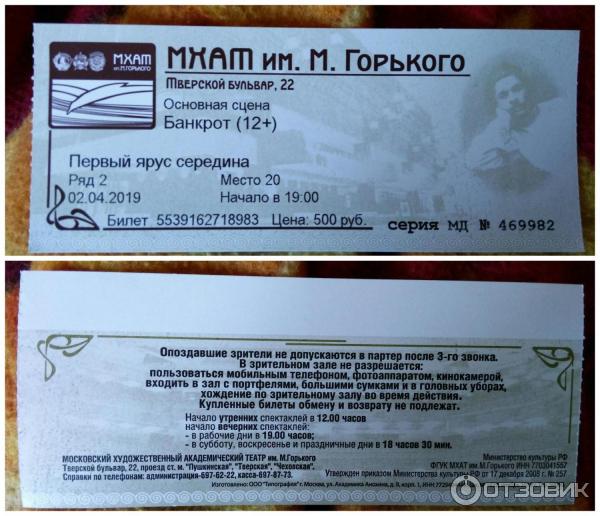 МХАТ
им.М.ГОРЬКОГО
МХАТ им. М. Горького
Тверской бульвар, 22
Основная сцена
Банкрот (12+)
Первый ярус середина
Ряд 2 Место 20
02.04.2019 Начало в 19:00
Билет 5539162718983 Цена: 500 руб. серия МД № 469982
Опоздавшие зрители не допускаются в партер после 3-го звонка.
В зрительном зале не разрешается:
пользоваться мобильным телефоном, фотоаппаратом, кинокамерой,
входить в зал с портфелями, большими сумками и в головных уборах,
хождение по зрительному залу во время действия.
Купленные билеты обмену и возврату не подлежат.
Начало утренних спектаклей в 12.00 часов
начало вечерних спектаклей:
- в рабочие дни в 19.00 часов;
- в субботу, воскресенье и праздничные дни в 18 часов 30 мин.
МОСКОВСКИЙ ХУДОЖЕСТВЕННЫЙ АКАДЕМИЧЕСКИЙ ТЕАТР им. М.Горького Министерство культуры РФ
Тверской бульвар, 22, проезд ст. м. "Пушкинская", "Тверская", "Чеховская". ФГУК МХАТ им.М.Горького ИНН 7703041557
Справки по телефонам: администрация-697-62-22, касса-697-87-73. Утвержден приказом Министерства культуры РФ от 17 декабря 2008 г. № 257
Изготовлено: ООО "Типография" г. Москва, ул. Академика
ОТЗОВИК